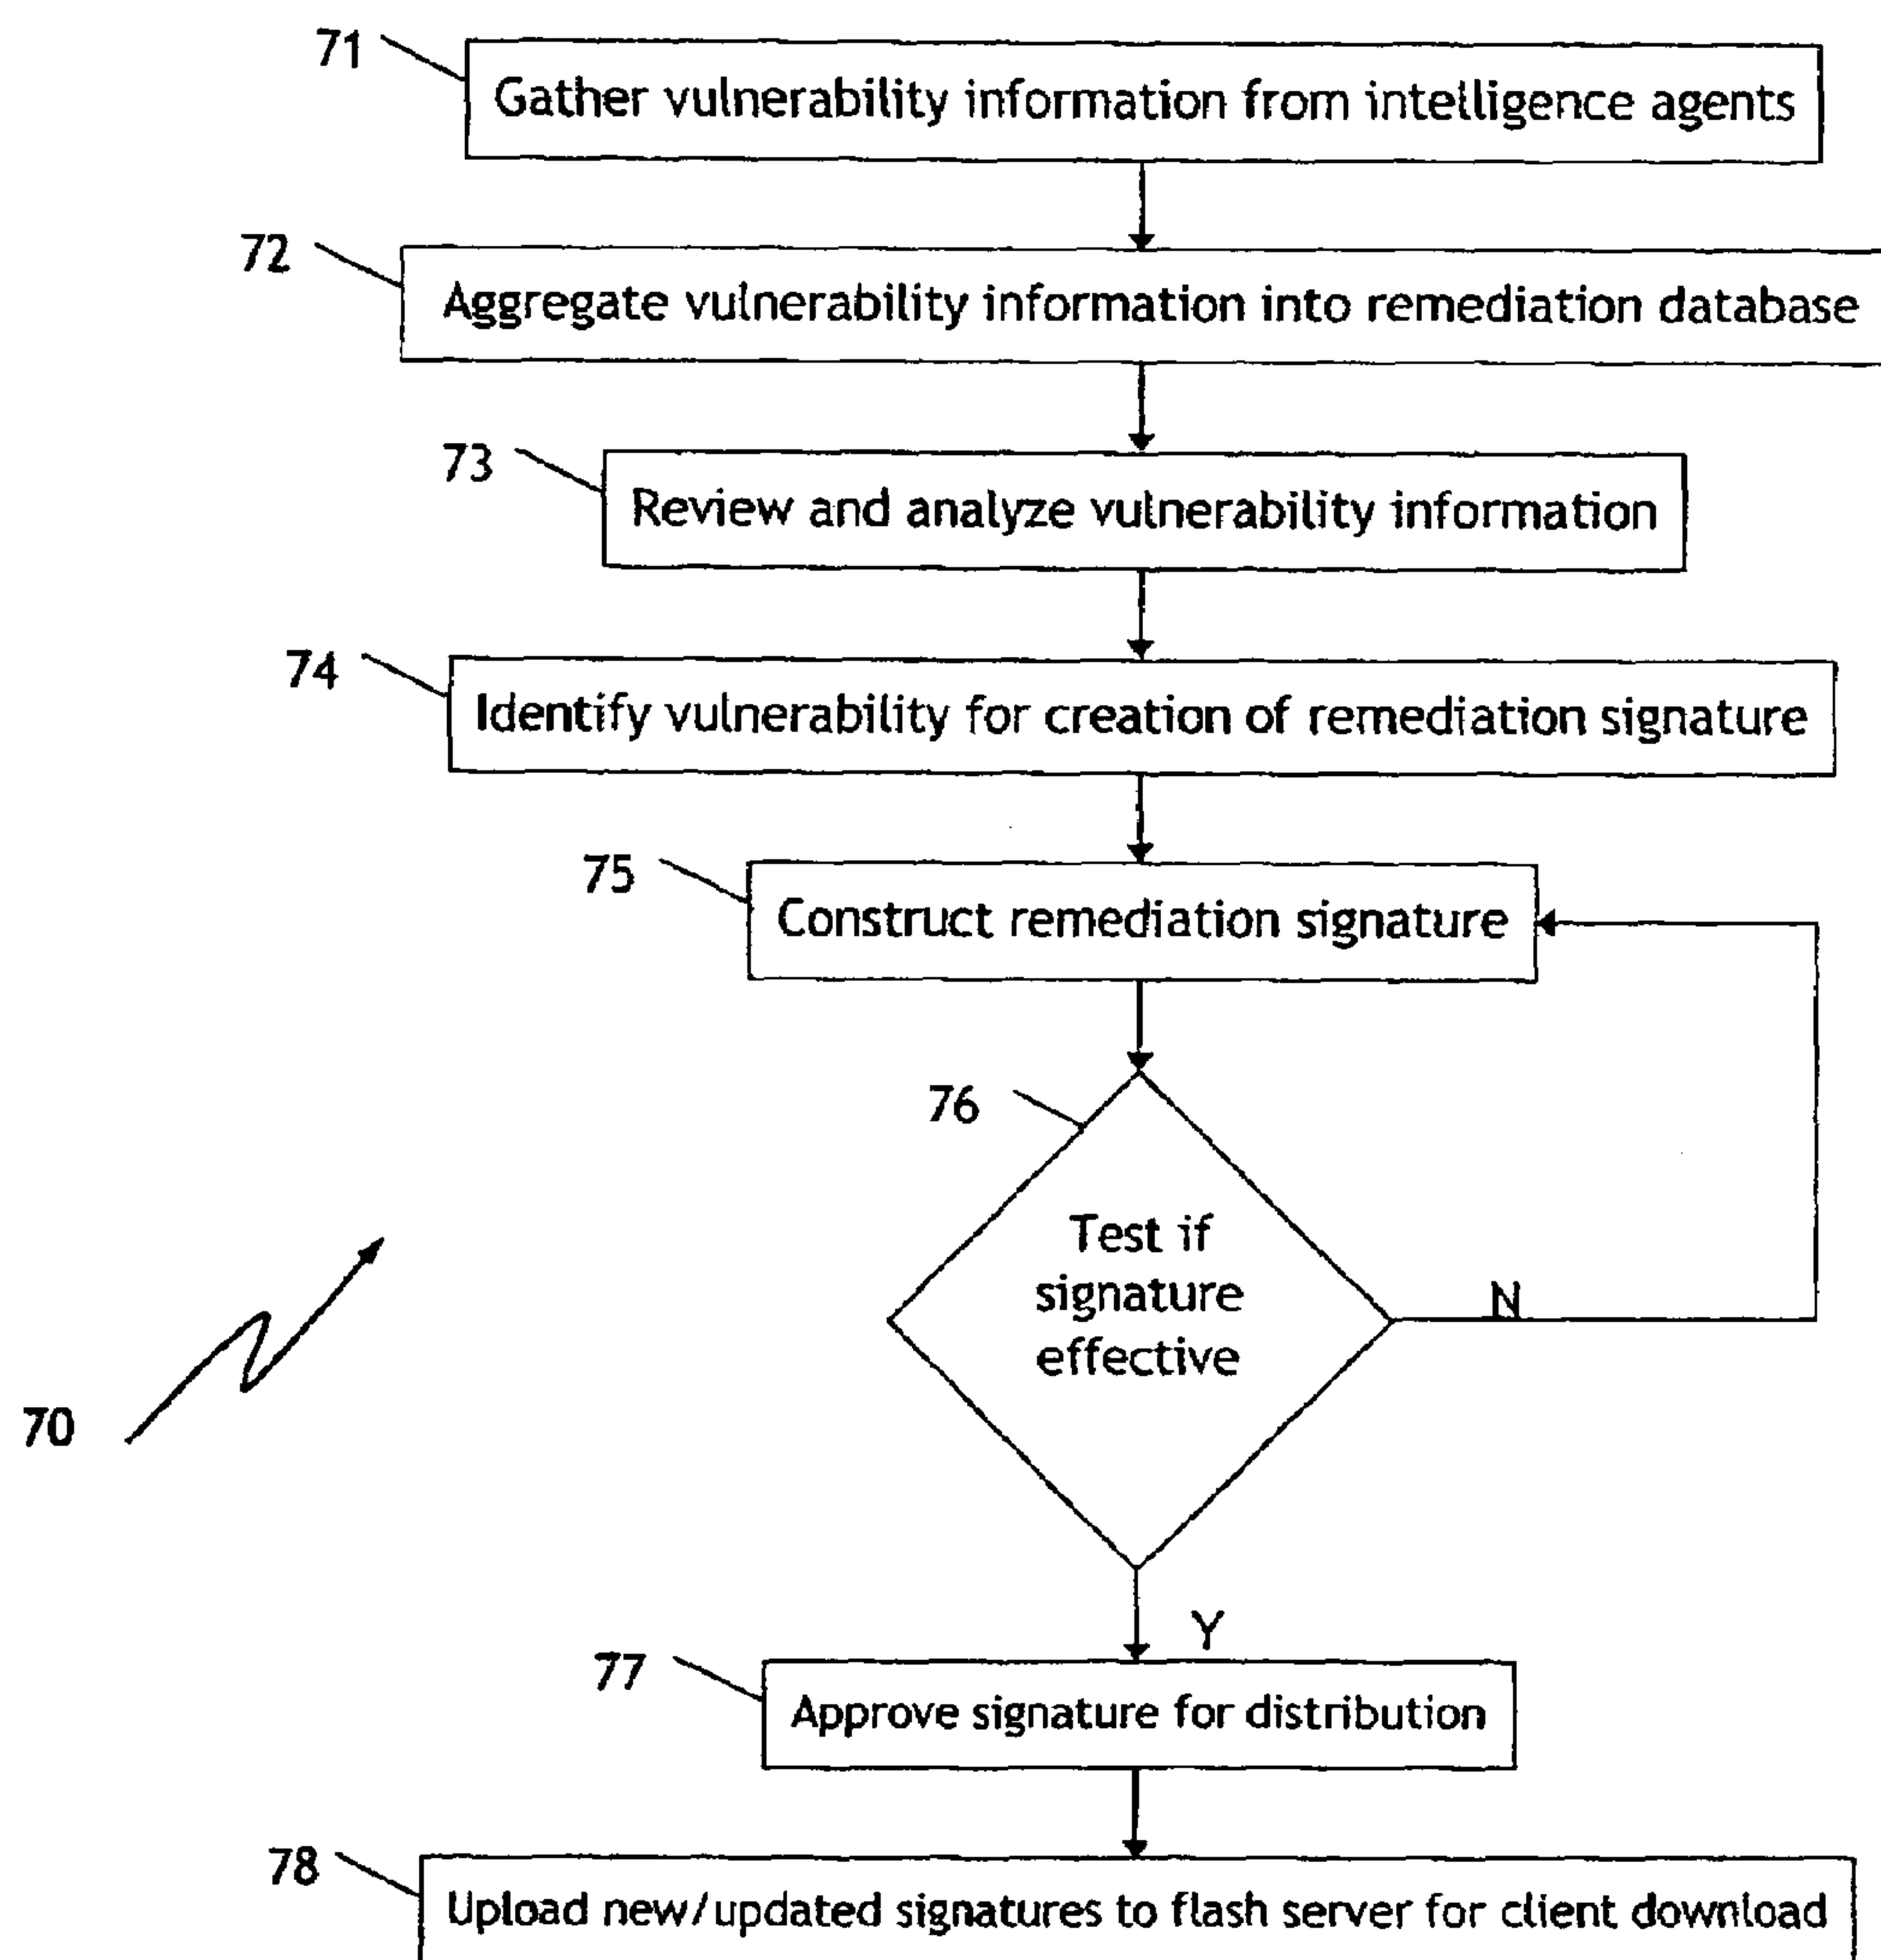 71
Gather vulnerability information from intelligence agents
72
Aggregate vulnerability information into remediation database
73
Review and analyze vulnerability information
74
Identify vulnerability for creation of remediation signature
75
Construct remediation signature
76
Test if
signature
effective
N
70
Y
77
Approve signature for distribution
78
Upload new/updated signatures to flash server for client download